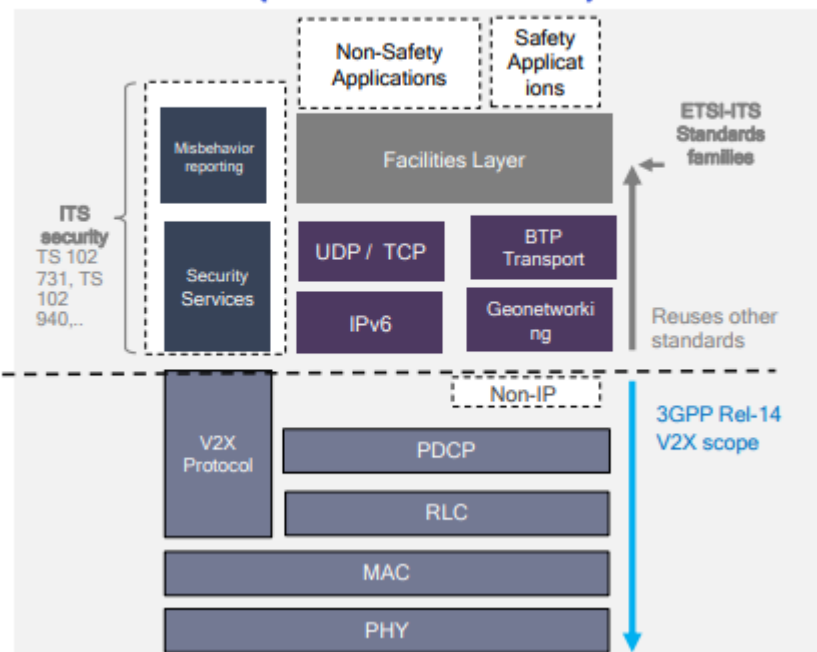 Non-Safety
Applications
Safety
Applicat
ions
ETSI-ITS
Standards
families
Misbehavior
reporting
Facilities Layer
ITS
security
TS 102
731, TS
102
940,..
Security
Services
UDP / TCP
BTP
Transport
IPv6
Geonetworki
ng
Reuses other
standards
Non-IP
3GPP Rel-14
V2X scope
V2X
Protocol
PDCP
RLC
MAC
PHY